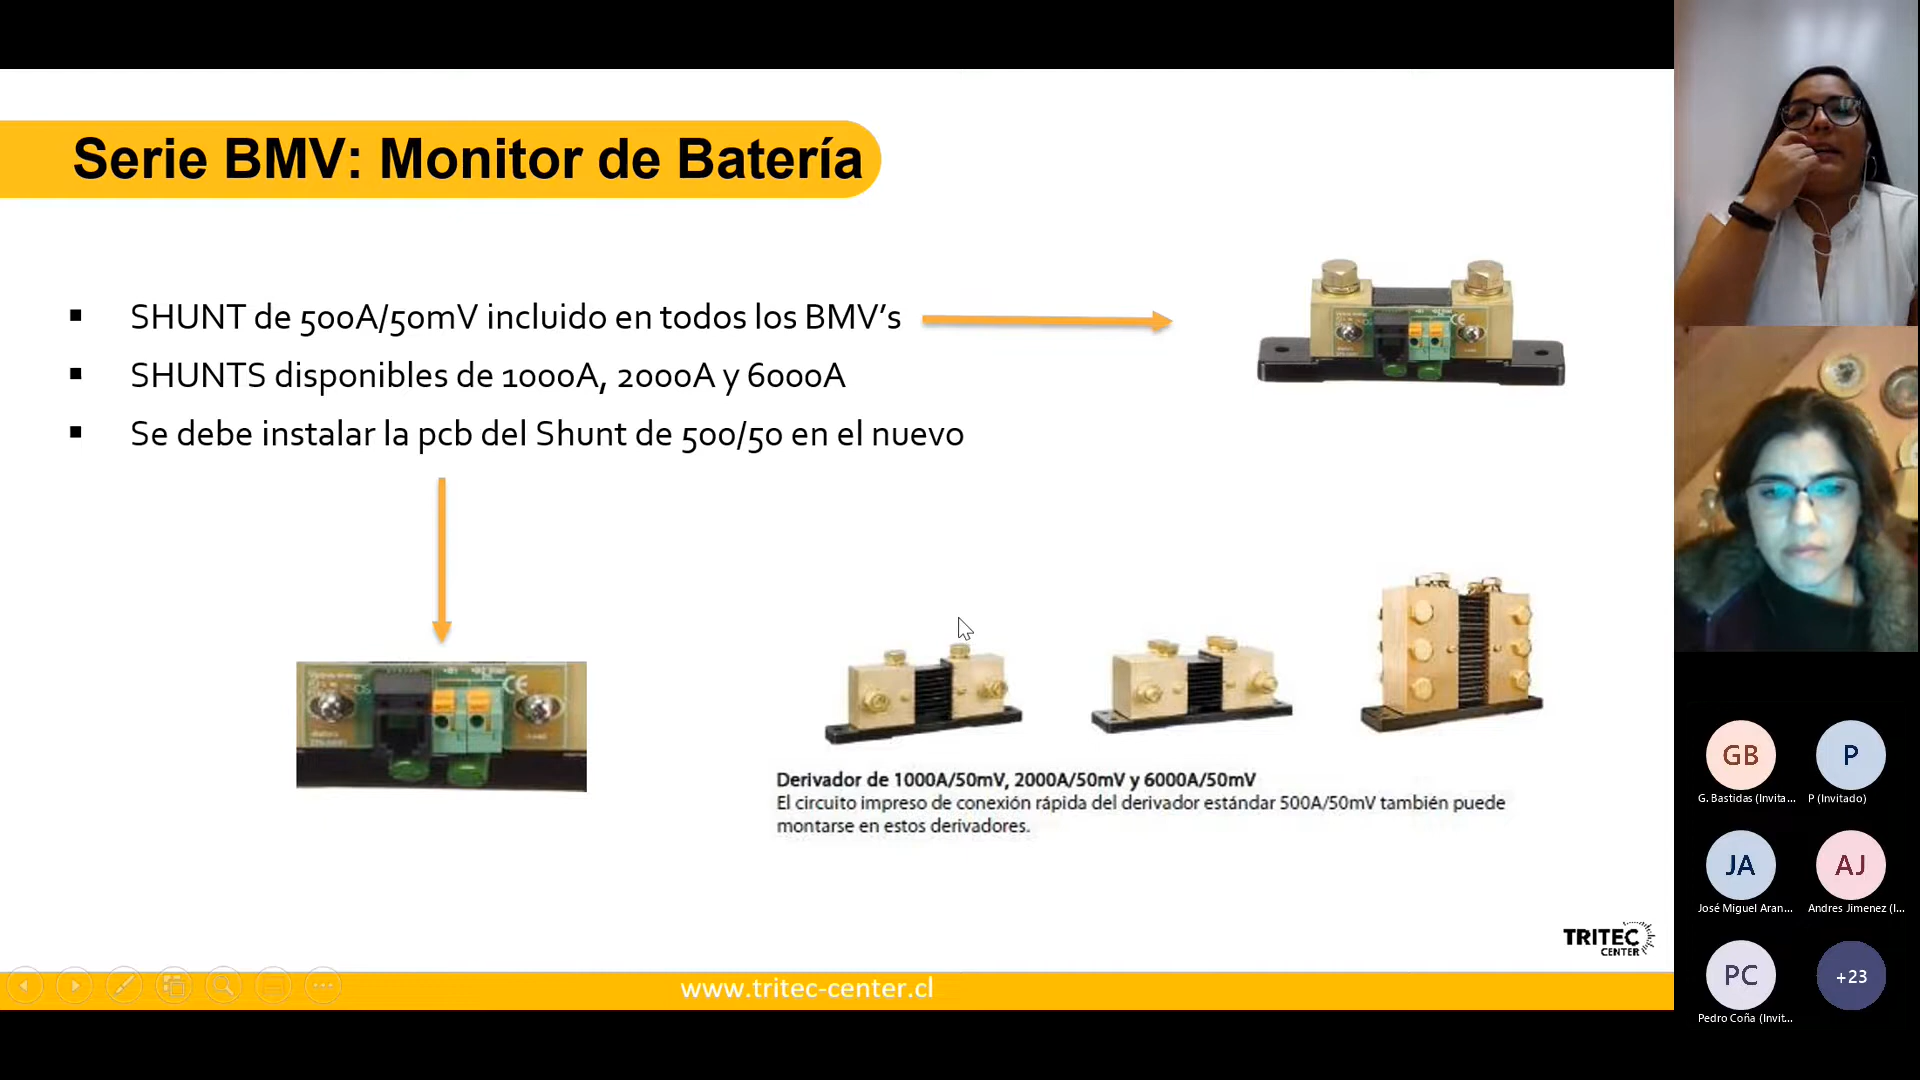 Serie BMV: Monitor de Batería
▪ SHUNT de 500A/50mV incluido en todos los BMV’s
▪ SHUNTS disponibles de 1000A, 2000A y 6000A
▪ Se debe instalar la pcb del Shunt de 500/50 en el nuevo
Derivador de 1000A/50mV, 2000A/50mV y 6000A/50mV
El circuito impreso de conexión rápida del derivador estándar 500A/50mV también puede
montarse en estos derivadores.
TRITEC
CENTER
www.tritec-center.cl
GB
G. Bastidas (Invita...
P
P (Invitado)
JA
José Miguel Aran...
AJ
Andres Jimenez (I...
PC
Pedro Coña (Invit...
+23